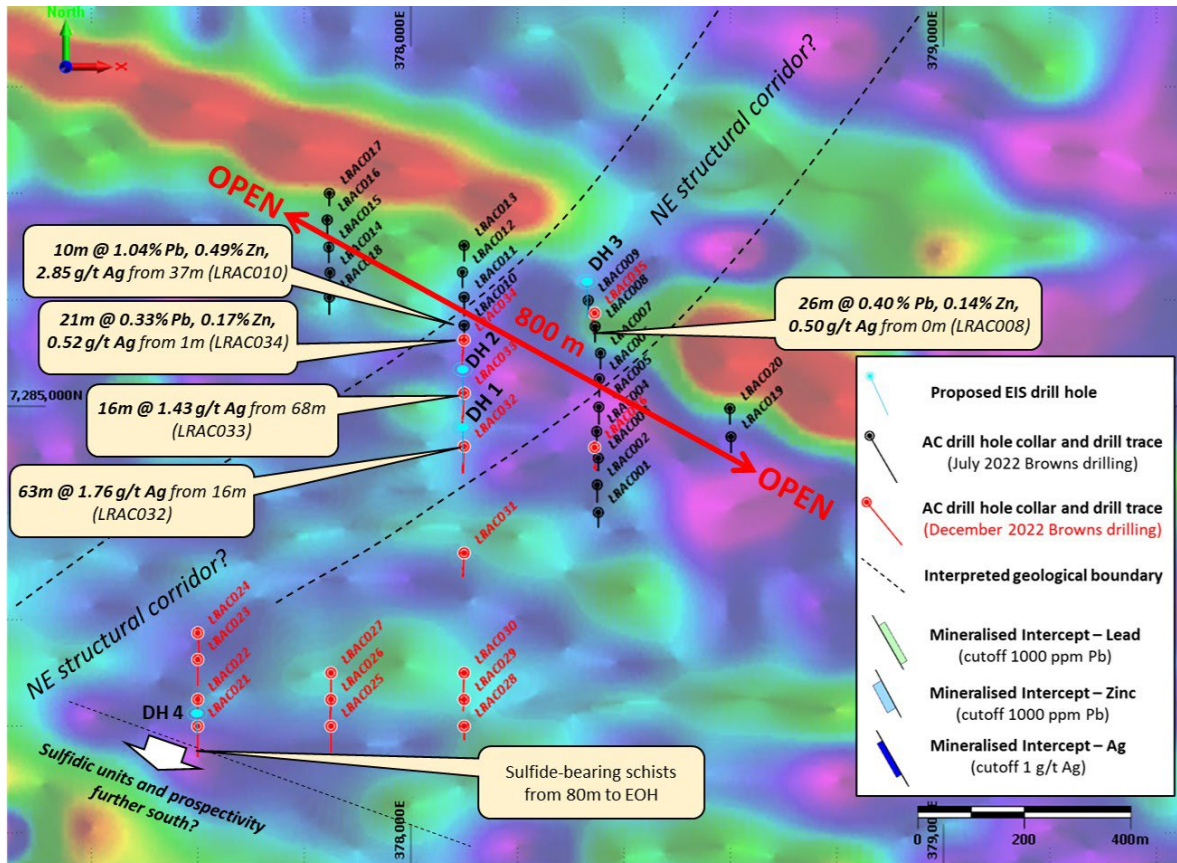 North
X
378,000E
379,000E
NE structural corridor?
LRAC017
LRAC016
LRAC015
LRAC014
LRAC018
OPEN
LRAC013
LRAC012
LRAC011
LRAC010
LRAC034
DH 2
LRAC033
DH 1
LRAC032
DH 3
LRAC009
LRAC035
LRAC008
LRAC007
LRAC005
LRAC004
LRAC002
LRAC001
LRAC020
LRAC019
800 m
OPEN
10m @ 1.04% Pb, 0.49% Zn,
2.85 g/t Ag from 37m (LRAC010)
21m @ 0.33% Pb, 0.17% Zn,
0.52 g/t Ag from 1m (LRAC034)
26m @ 0.40 % Pb, 0.14% Zn,
0.50 g/t Ag from 0m (LRAC008)
7,285,000N
16m @ 1.43 g/t Ag from 68m
(LRAC033)
63m @ 1.76 g/t Ag from 16m
(LRAC032)
LRAC031
NE structural corridor?
LRAC024
LRAC023
LRAC022
LRAC021
DH 4
LRAC027
LRAC026
LRAC025
LRAC030
LRAC029
LRAC028
Sulfidic units and prospectivity
further south?
Sulfide-bearing schists
from 80m to EOH
378,000E
379,000E
Proposed EIS drill hole
AC drill hole collar and drill trace
(July 2022 Browns drilling)
AC drill hole collar and drill trace
(December 2022 Browns drilling)
Interpreted geological boundary
Mineralised Intercept – Lead
(cutoff 1000 ppm Pb)
Mineralised Intercept – Zinc
(cutoff 1000 ppm Pb)
Mineralised Intercept – Ag
(cutoff 1 g/t Ag)
0 200 400m